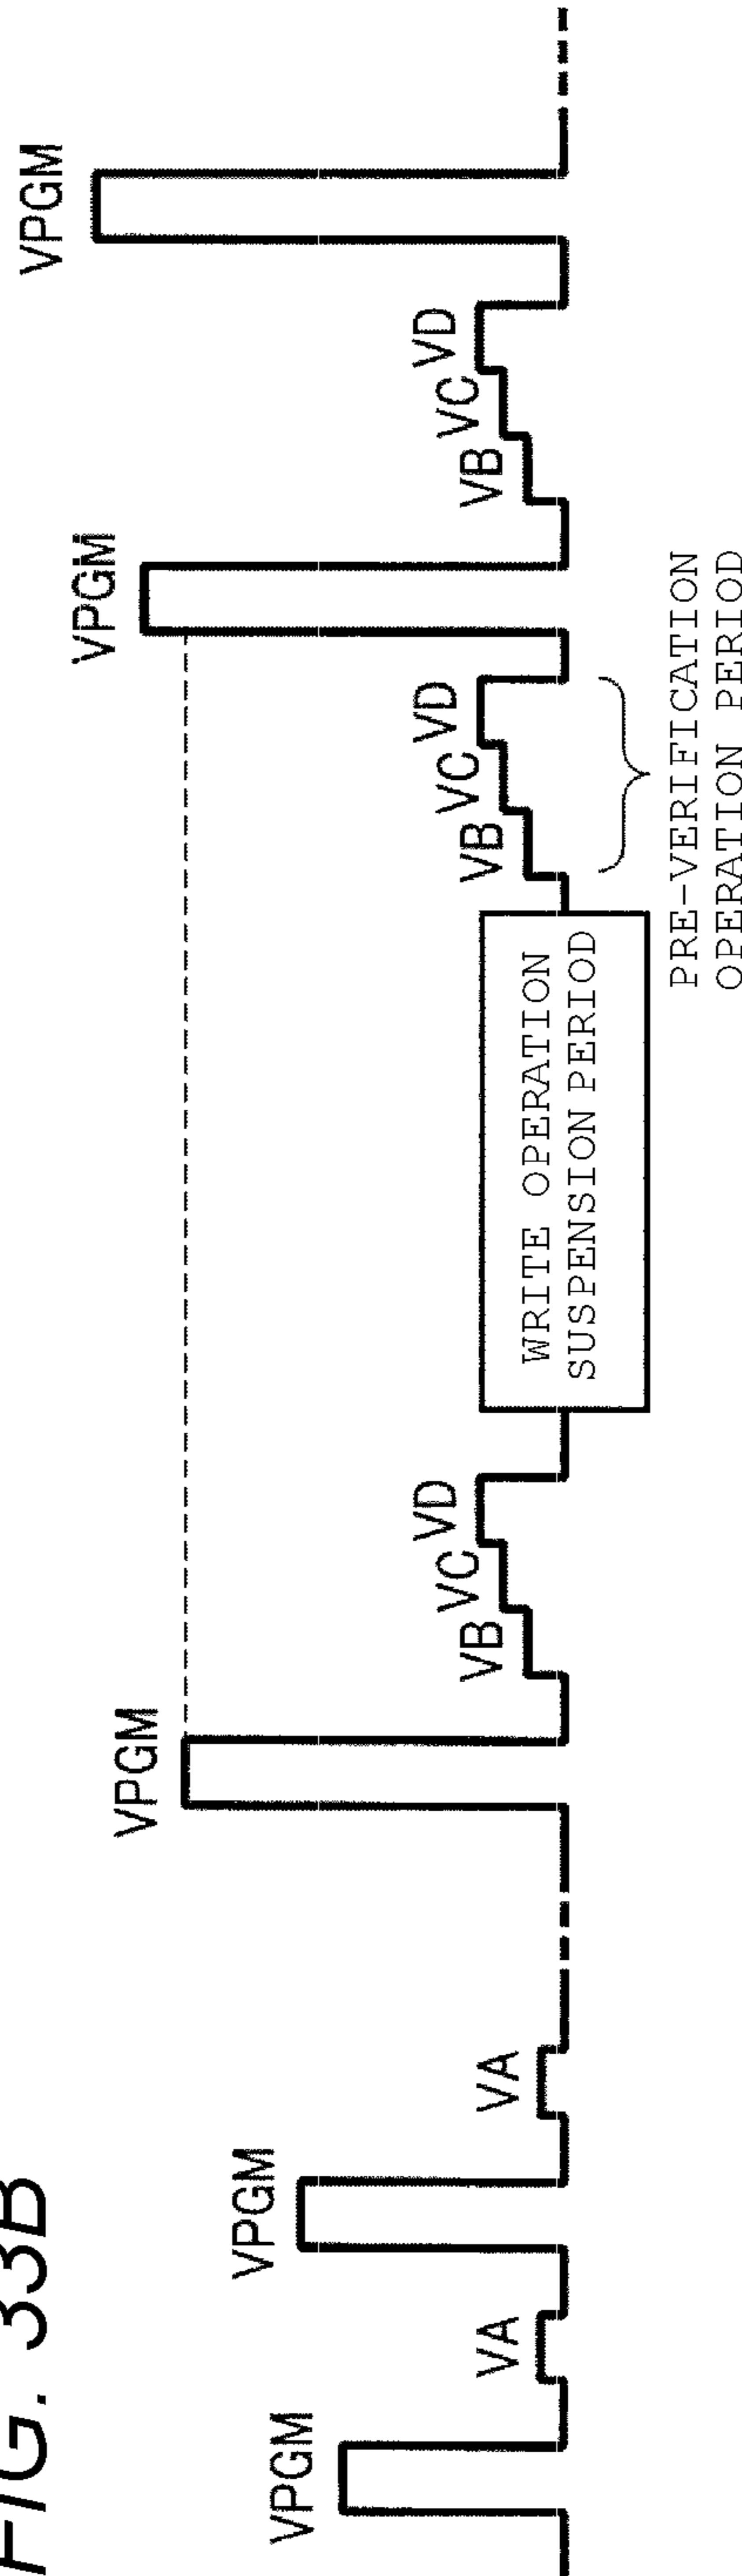 FIG. 33B
VPGM
VA
VPGM
VA
VPGM
VB
VC
VD
WRITE OPERATION
SUSPENSION PERIOD
VB
VC
VD
PRE-VERIFICATION
OPERATION PERIOD
VPGM
VB
VC
VD
VPGM